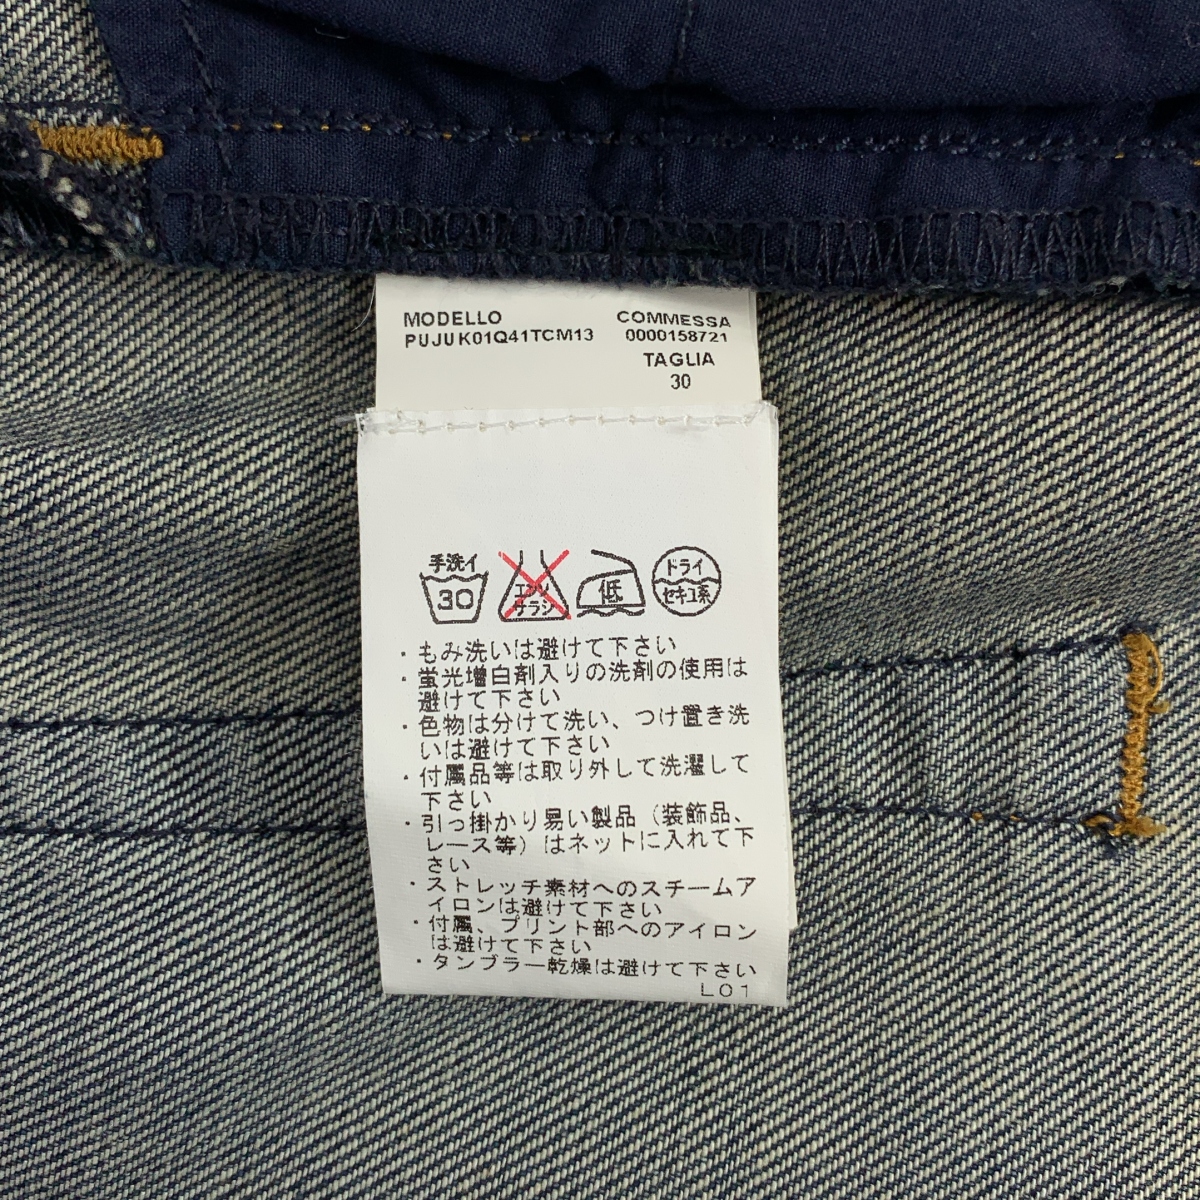 MODELLO
PUJUK01Q41TCM13
COMMESSA
0000158721
TAGLIA
30
手洗イ
30
エンソ
サラシ
低
ドライ
セキユ系
・もみ洗いは避けて下さい
・蛍光増白剤入りの洗剤の使用は
避けて下さい
・色物は分けて洗い、つけ置き洗
いは避けて下さい
・付属品等は取り外して洗濯して
下さい
・引っ掛かり易い製品（装飾品、
レース等）はネットに入れて下
さい
・ストレッチ素材へのスチームア
イロンは避けて下さい
・付属、プリント部へのアイロン
は避けて下さい
・タンブラー乾燥は避けて下さい
L01